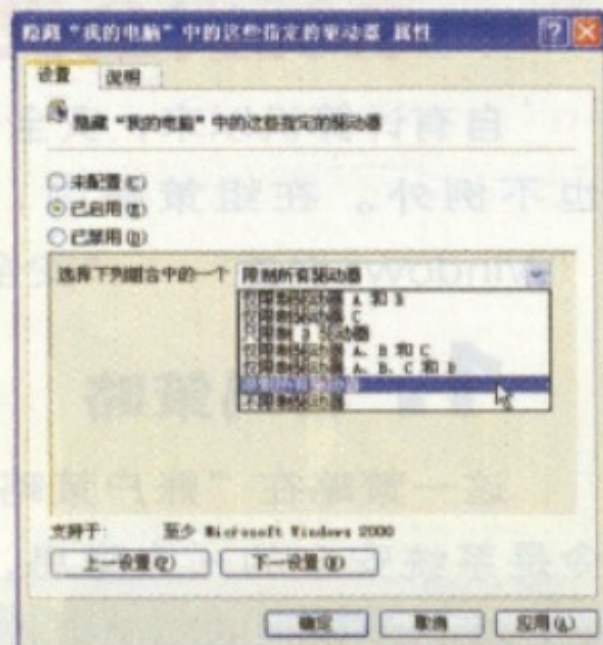 隐藏“我的电脑”中的这些指定的驱动器 属性
设置 说明
隐藏“我的电脑”中的这些指定的驱动器
未配置(C)
已启用(E)
已禁用(D)
选择下列组合中的一个 限制所有驱动器
仅限制驱动器 A 和 B
仅限制驱动器 C
只限制 D 驱动器
仅限制驱动器 A、B 和 C
仅限制驱动器 A、B、C 和 D
限制所有驱动器
不限制驱动器
支持于: 至少 Microsoft Windows 2000
上一设置(P) 下一设置(N)
确定 取消 应用(A)